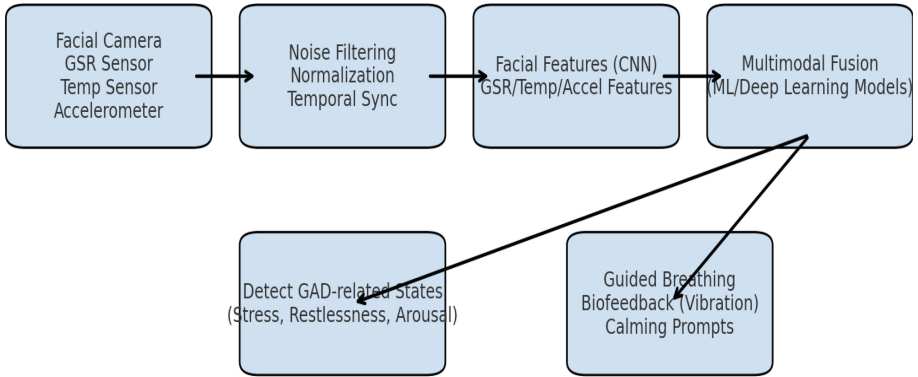 Facial Camera
GSR Sensor
Temp Sensor
Accelerometer
Noise Filtering
Normalization
Temporal Sync
Facial Features (CNN)
GSR/Temp/Accel Features
Multimodal Fusion
(ML/Deep Learning Models)
Detect GAD-related States
(Stress, Restlessness, Arousal)
Guided Breathing
Biofeedback (Vibration)
Calming Prompts